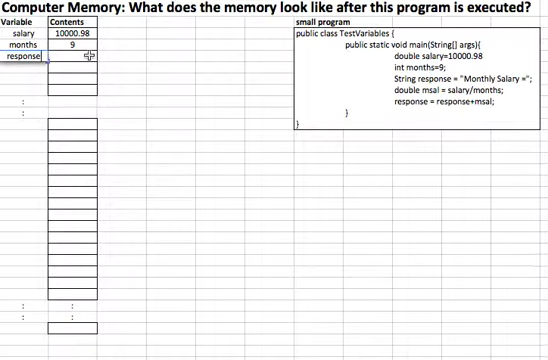 Computer Memory: What does the memory look like after this program is executed?
Variable Contents small program
salary 10000.98 public class TestVariables {
months 9 public static void main(String[] args){
response double salary=10000.98
int months=9;
String response = "Monthly Salary =";
double msal = salary/months;
: response = response+msal;
: }
}
: :
: :